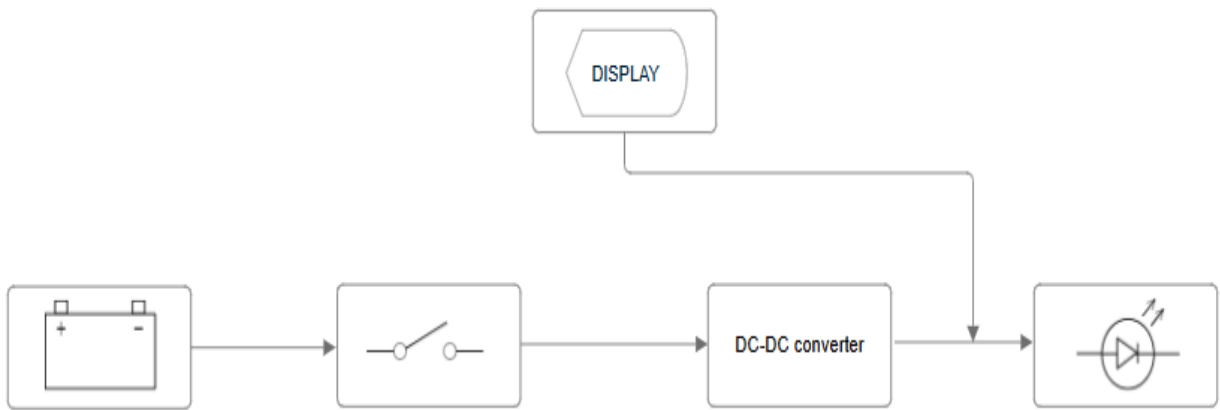 DISPLAY
+ -
DC-DC converter